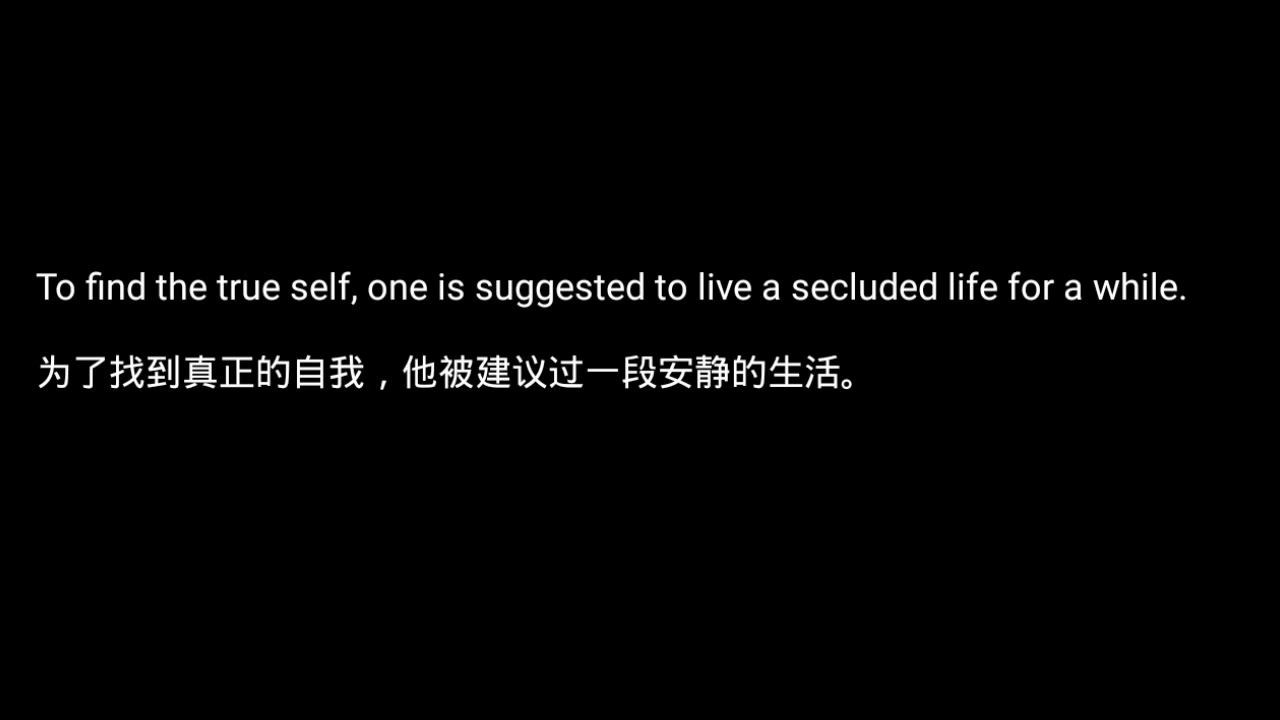 To find the true self, one is suggested to live a secluded life for a while.
为了找到真正的自我，他被建议过一段安静的生活。